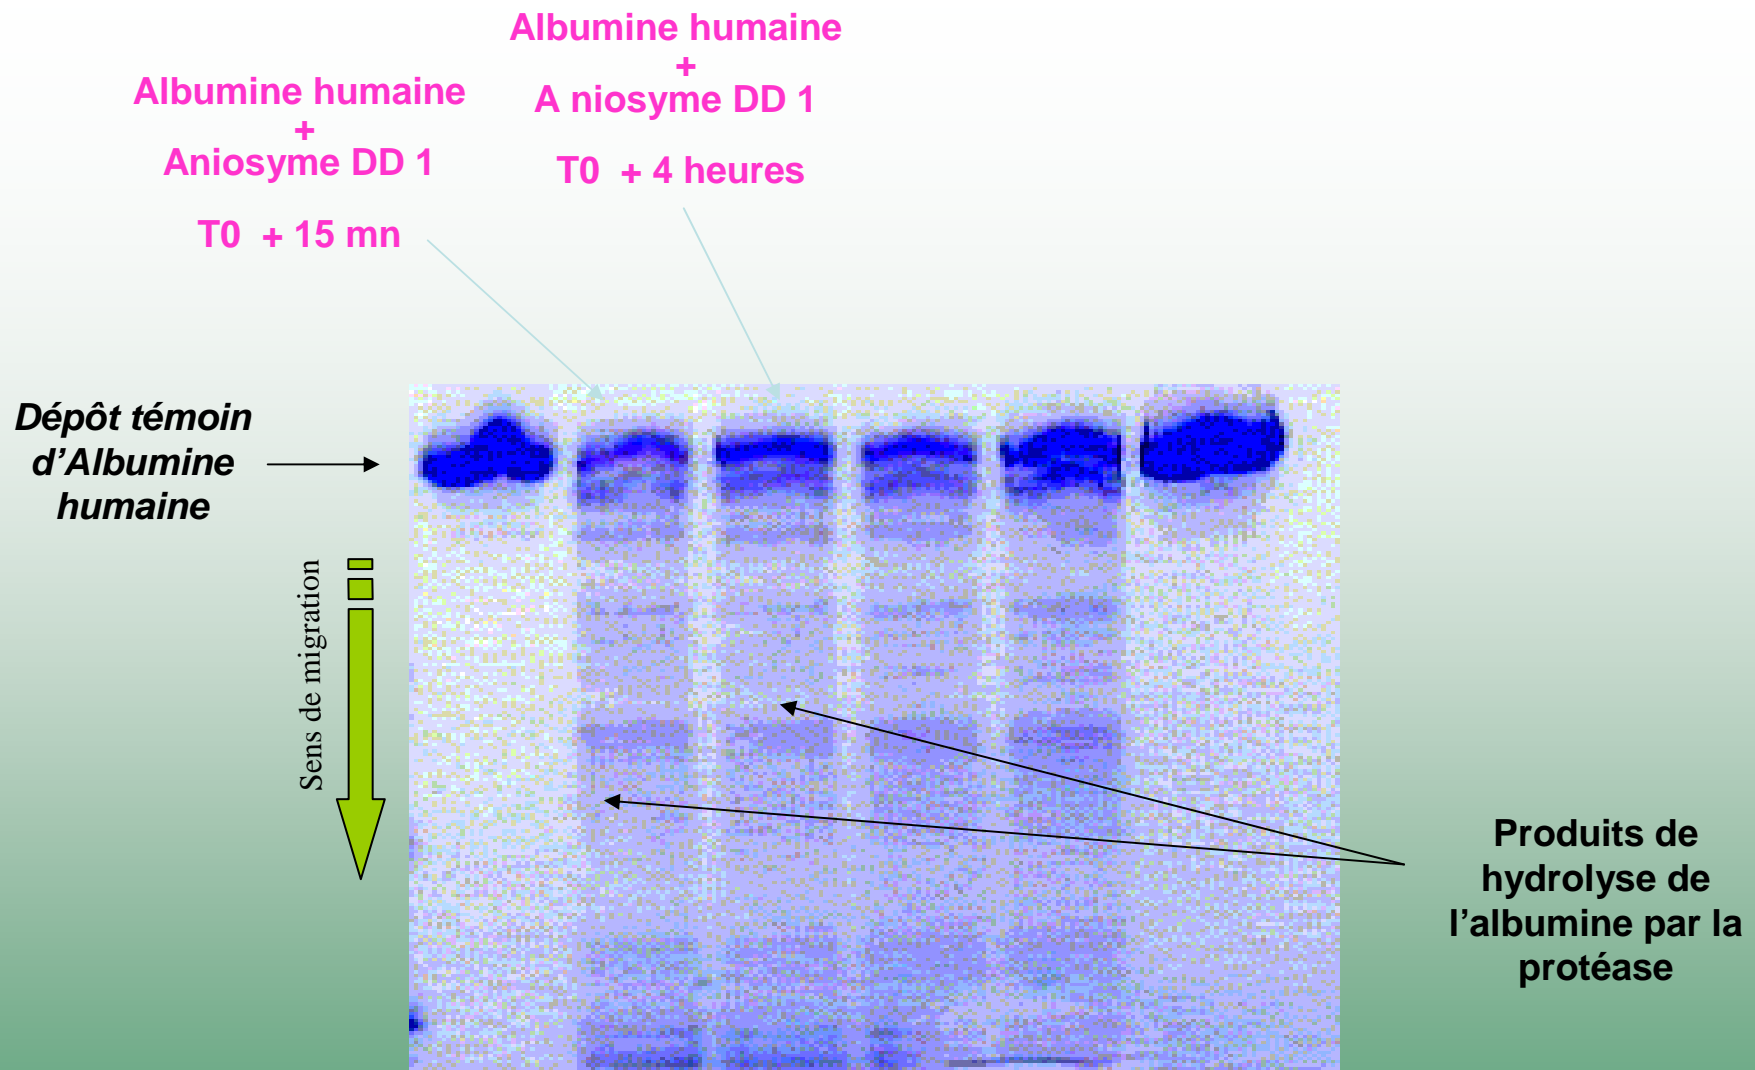 Albumine humaine
+
Aniosyme DD 1
T0 + 15 mn
Albumine humaine
+
A niosyme DD 1
T0 + 4 heures
Dépôt témoin
d’Albumine
humaine
Sens de migration
Produits de
hydrolyse de
l’albumine par la
protéase